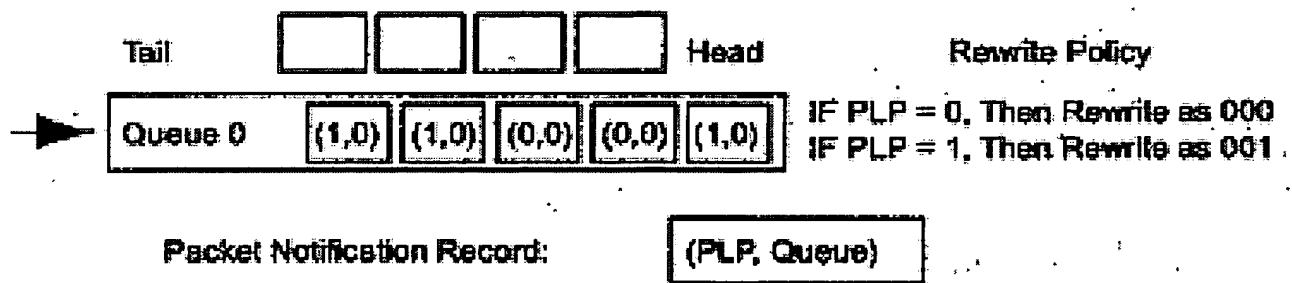 Tail Head Rewrite Policy
Queue 0 (1,0) (1,0) (0,0) (0,0) (1,0) IF PLP = 0, Then Rewrite as 000
IF PLP = 1, Then Rewrite as 001
Packet Notification Record: (PLP, Queue)